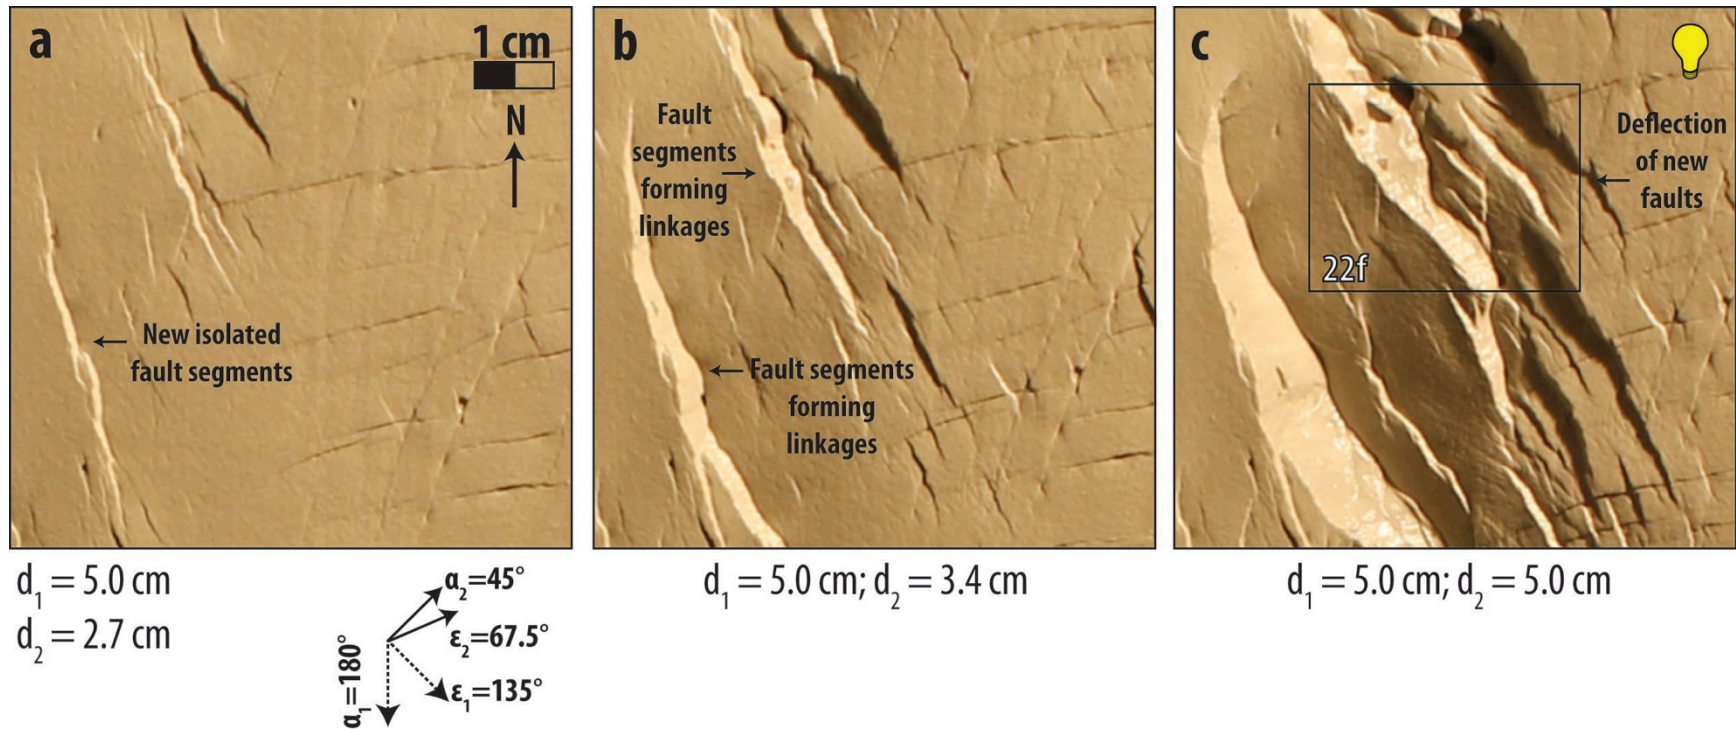 a
1 cm
N
New isolated
fault segments
b
Fault
segments
forming
linkages
Fault segments
forming
linkages
c
Deflection
of new
faults
22f
d₁ = 5.0 cm
d₂ = 2.7 cm
α₂=45°
ε₂=67.5°
ε₁=135°
α₁=180°
d₁ = 5.0 cm; d₂ = 3.4 cm
d₁ = 5.0 cm; d₂ = 5.0 cm